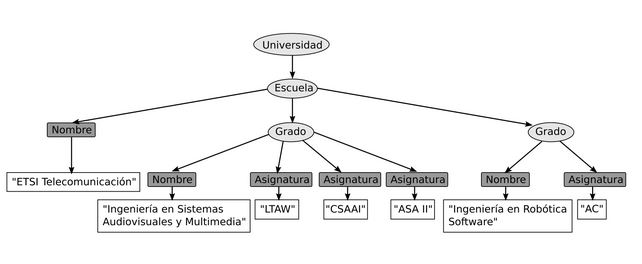 Universidad
Escuela
Nombre
Grado
Grado
"ETSI Telecomunicación"
Nombre
Asignatura
Asignatura
Asignatura
Nombre
Asignatura
"Ingeniería en Sistemas
Audiovisuales y Multimedia"
"LTAW"
"CSAAI"
"ASA II"
"Ingeniería en Robótica
Software"
"AC"